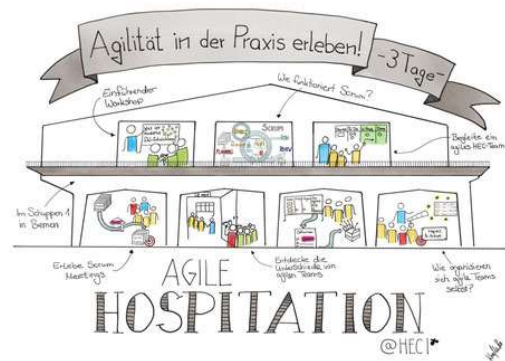 Agilität in der Praxis erleben!
-3 Tage-
Einführender
Workshop
Wie funktioniert Scrum?
Scrum
Begleite ein
agiles HEC-Team
Im Schuppen 1
in Bremen
Erlebe Scrum
Meetings
Entdecke die
Unterschiede von
agilen Teams
Wie organisieren
sich agile Teams
selbst?
AGILE
HOSPITATION
@HEC